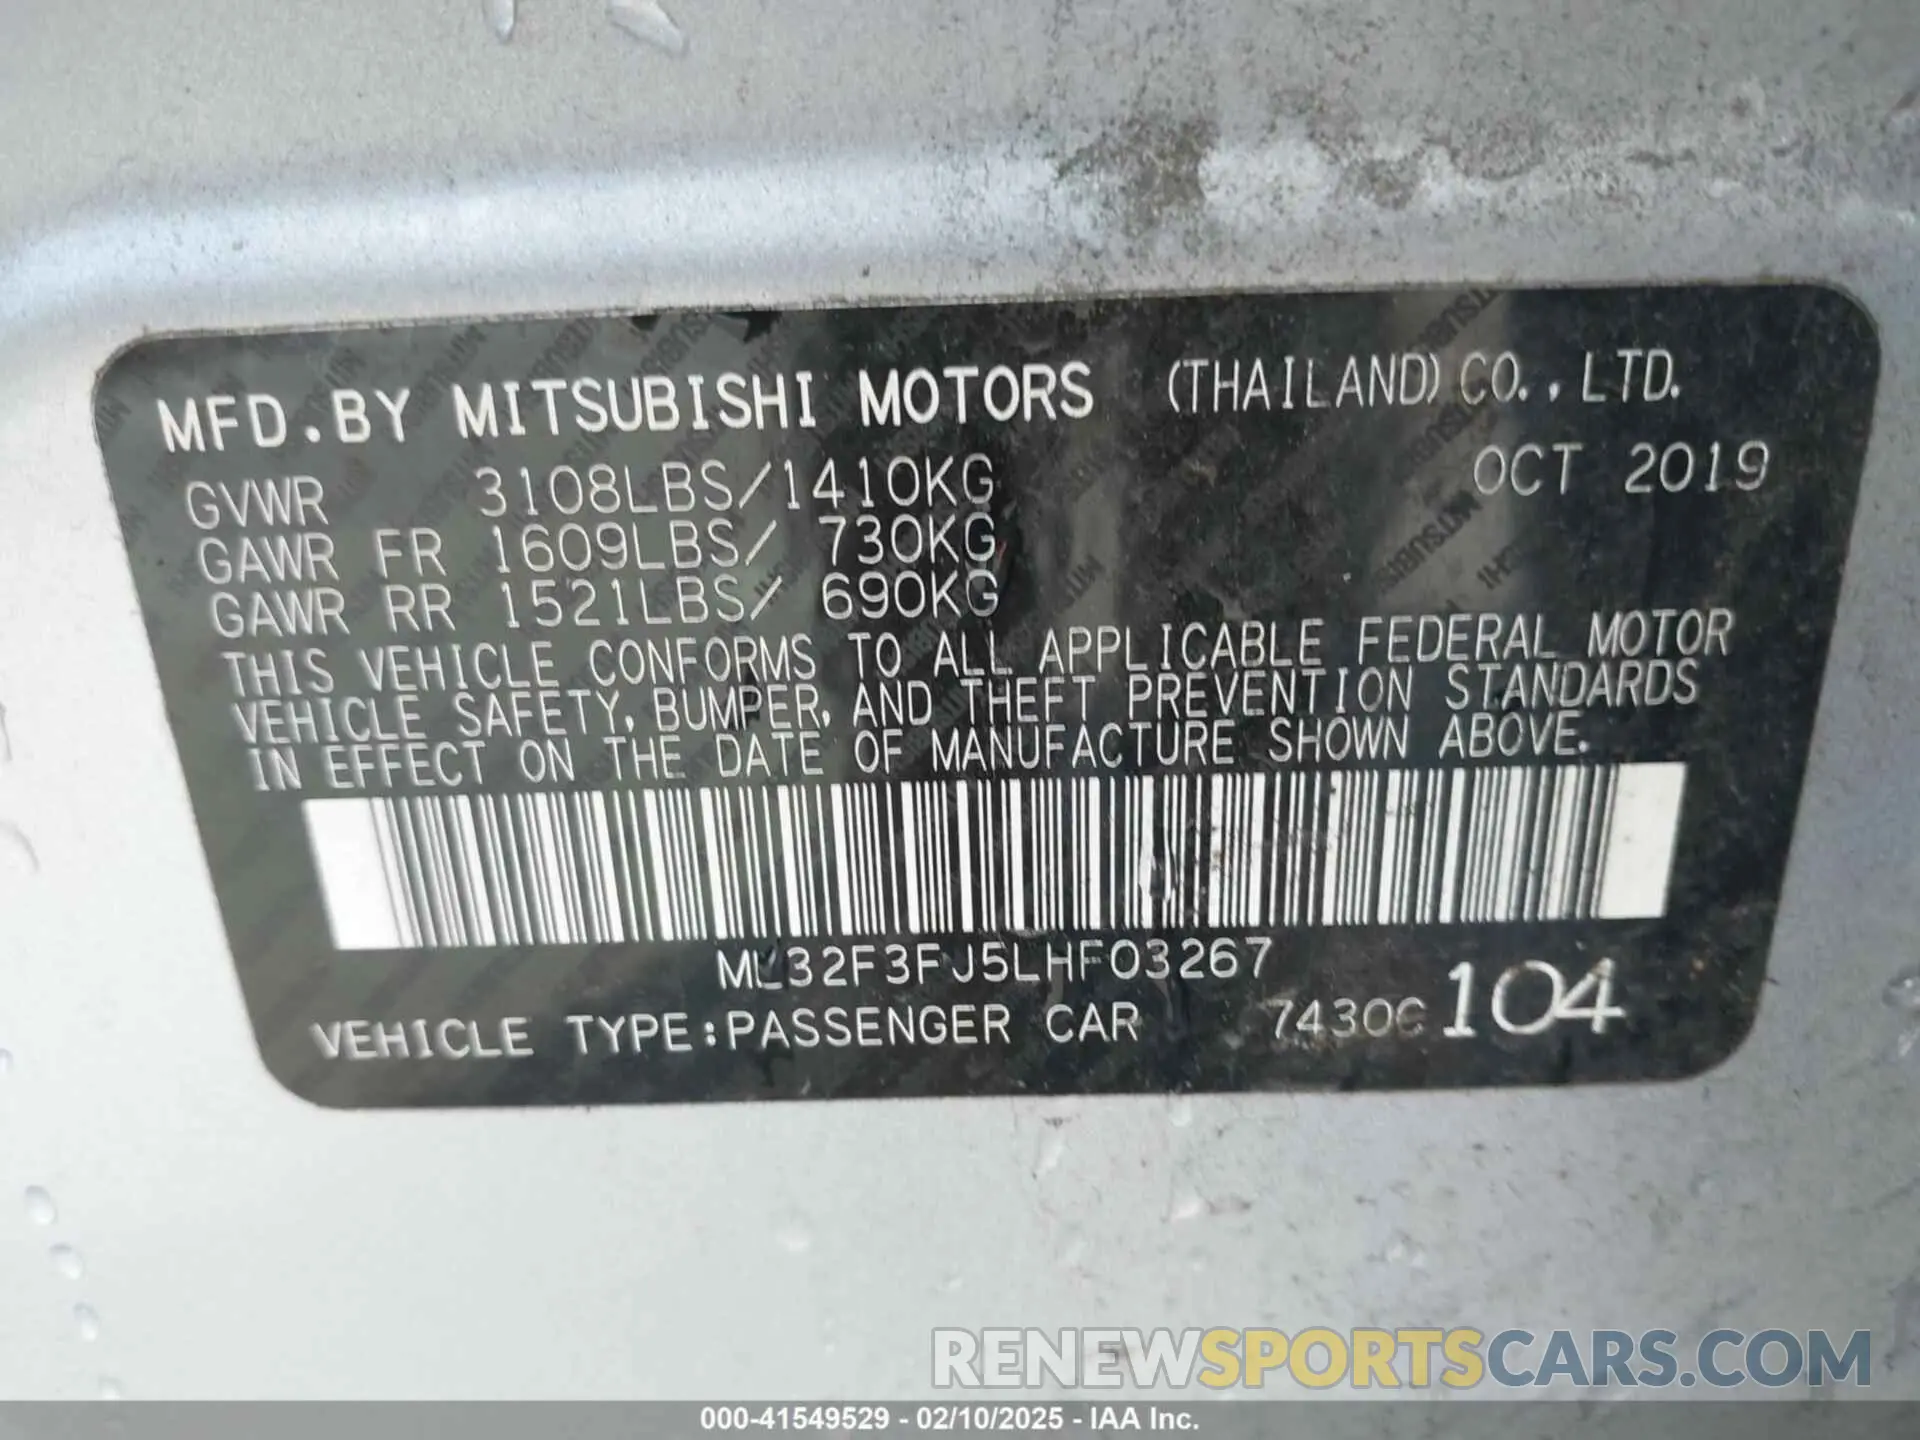 MFD.BY MITSUBISHI MOTORS (THAILAND) CO.,LTD.
OCT 2019
GVWR 3108LBS/1410KG
GAWR FR 1609LBS/ 730KG
GAWR RR 1521LBS/ 690KG
THIS VEHICLE CONFORMS TO ALL APPLICABLE FEDERAL MOTOR
VEHICLE SAFETY, BUMPER, AND THEFT PREVENTION STANDARDS
IN EFFECT ON THE DATE OF MANUFACTURE SHOWN ABOVE.
ML32F3FJ5LHF03267
VEHICLE TYPE:PASSENGER CAR 104
RENEWSPORTSCARS.COM
000-41549529 - 02/10/2025 - IAA Inc.